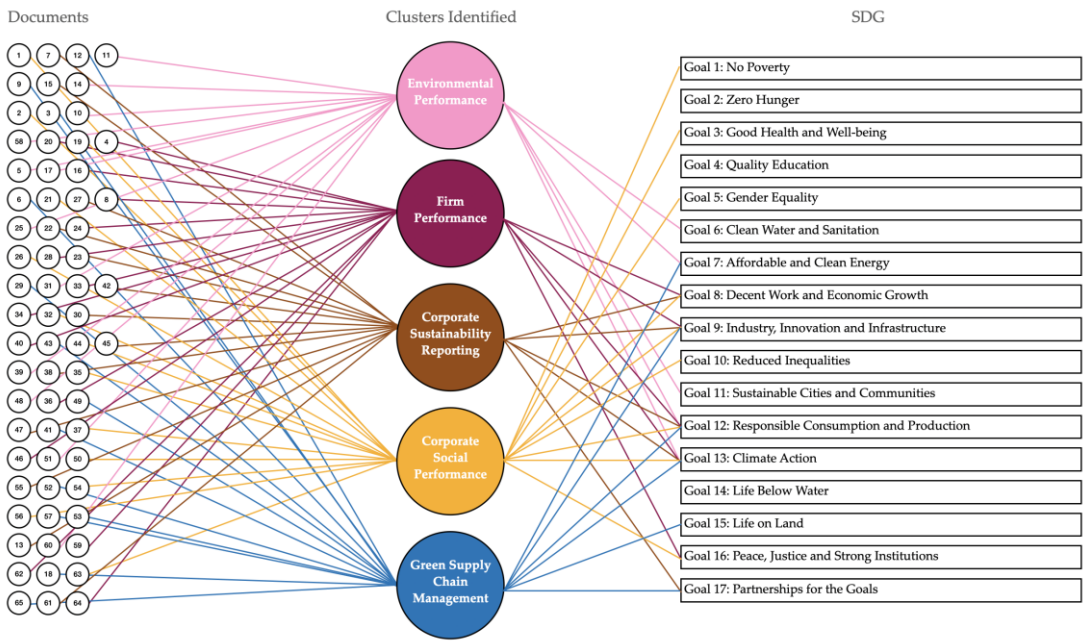 Documents Clusters Identified SDG
1 7 12 11
9 15 14
2 3 10
58 20 19 4
5 17 16
6 21 27 8
25 22 24
26 28 23
29 31 33 42
34 32 30
40 43 44 45
39 38 35
48 36 49
47 41 37
46 51 50
55 52 54
56 57 53
13 60 59
62 18 63
65 61 64
Environmental
Performance
Firm
Performance
Corporate
Sustainability
Reporting
Corporate
Social
Performance
Green Supply
Chain
Management
Goal 1: No Poverty
Goal 2: Zero Hunger
Goal 3: Good Health and Well-being
Goal 4: Quality Education
Goal 5: Gender Equality
Goal 6: Clean Water and Sanitation
Goal 7: Affordable and Clean Energy
Goal 8: Decent Work and Economic Growth
Goal 9: Industry, Innovation and Infrastructure
Goal 10: Reduced Inequalities
Goal 11: Sustainable Cities and Communities
Goal 12: Responsible Consumption and Production
Goal 13: Climate Action
Goal 14: Life Below Water
Goal 15: Life on Land
Goal 16: Peace, Justice and Strong Institutions
Goal 17: Partnerships for the Goals